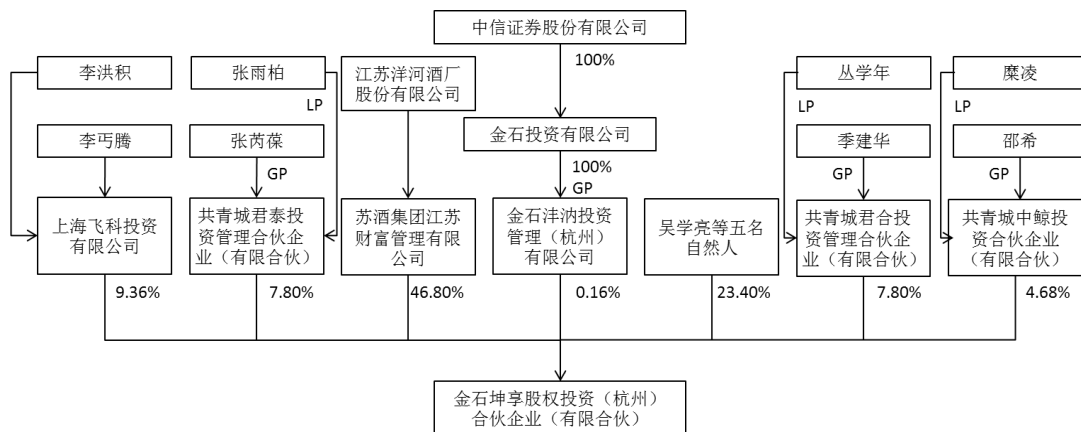 中信证券股份有限公司
100%
李洪积
张雨柏
江苏洋河酒厂
股份有限公司
丛学年
糜凌
LP
LP
LP
李丐腾
张芮葆
金石投资有限公司
季建华
邵希
GP
100%
GP
GP
GP
上海飞科投资
有限公司
共青城君泰投
资管理合伙企
业（有限合伙）
苏酒集团江苏
财富管理有限
公司
金石沣汭投资
管理（杭州）
有限公司
吴学亮等五名
自然人
共青城君合投
资管理合伙企
业（有限合伙）
共青城中鲸投
资合伙企业
（有限合伙）
9.36%
7.80%
46.80%
0.16%
23.40%
7.80%
4.68%
金石坤享股权投资（杭州）
合伙企业（有限合伙）